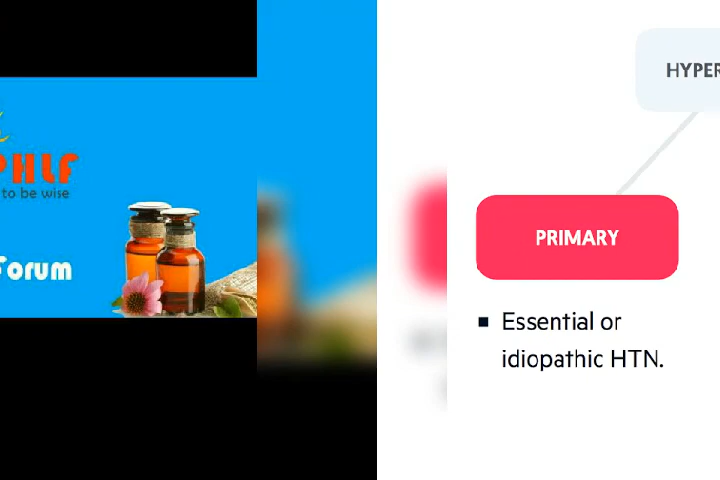 PHLF
to be wise
Forum
HYPER
PRIMARY
▪ Essential or
idiopathic HTN.